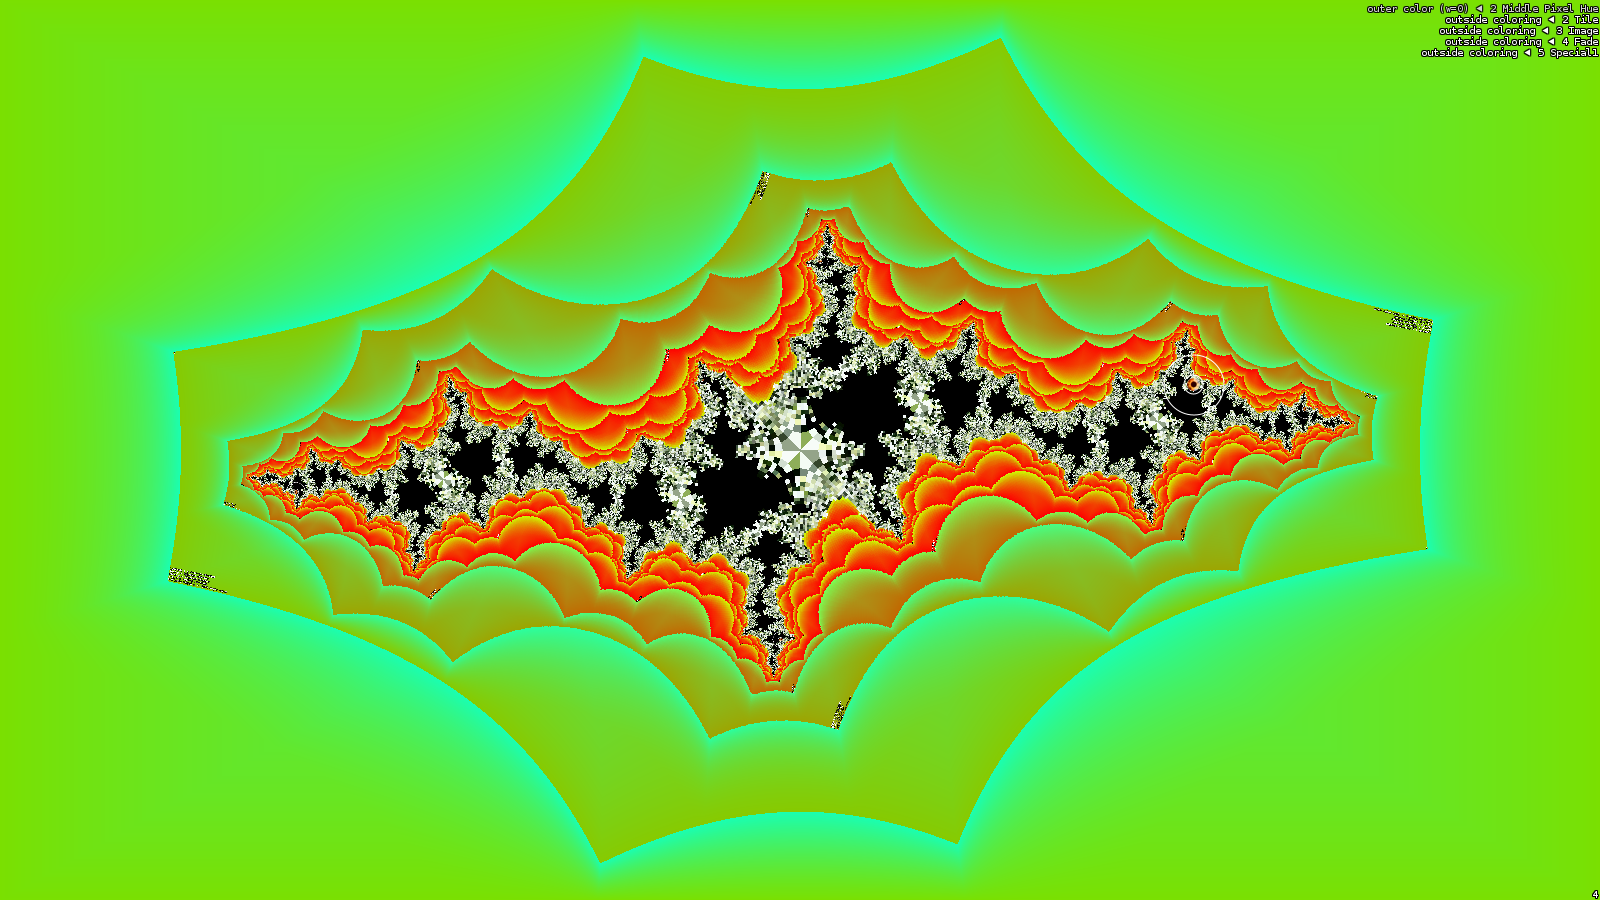 outer color (w=0) ◄ 2 Middle Pixel Hue
outside coloring ◄ 2 Tile
outside coloring ◄ 3 Image
outside coloring ◄ 4 Fade
outside coloring ◄ 5 Special1
4